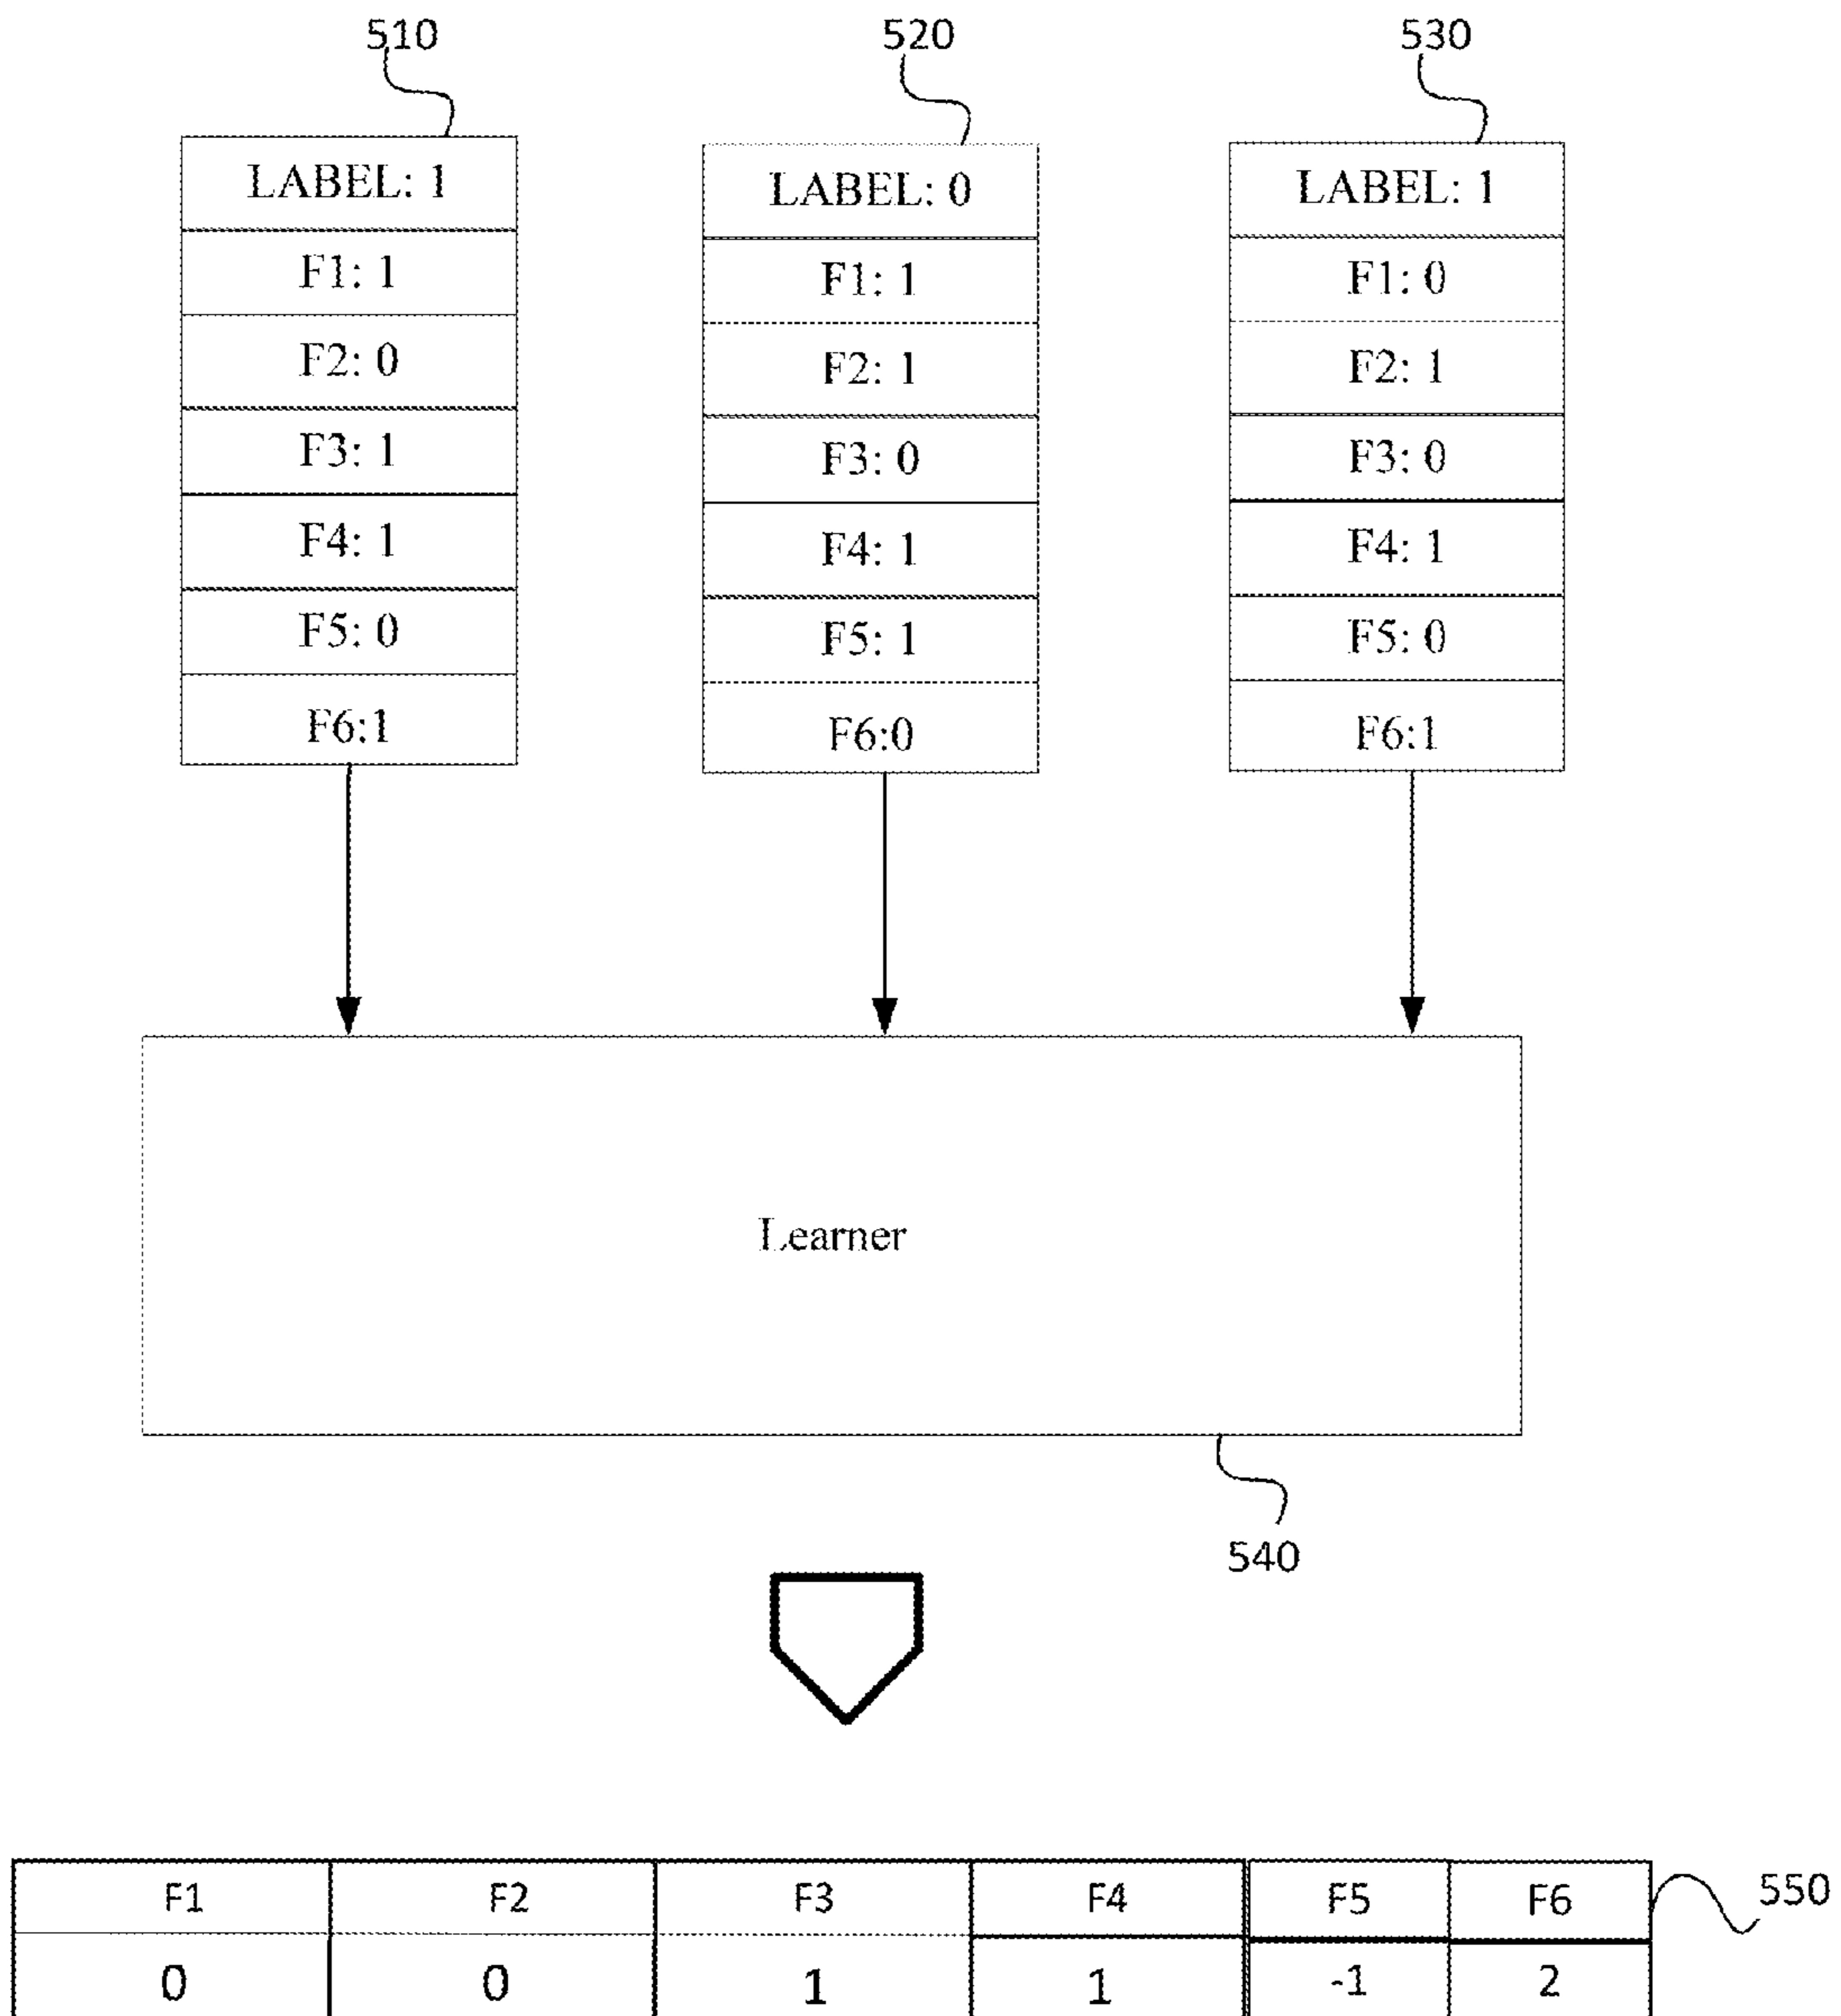 510 520 530
LABEL: 1
F1: 1
F2: 0
F3: 1
F4: 1
F5: 0
F6:1
LABEL: 0
F1: 1
F2: 1
F3: 0
F4: 1
F5: 1
F6:0
LABEL: 1
F1: 0
F2: 1
F3: 0
F4: 1
F5: 0
F6:1
Learner
540
F1 F2 F3 F4 F5 F6 550
0 0 1 1 -1 2